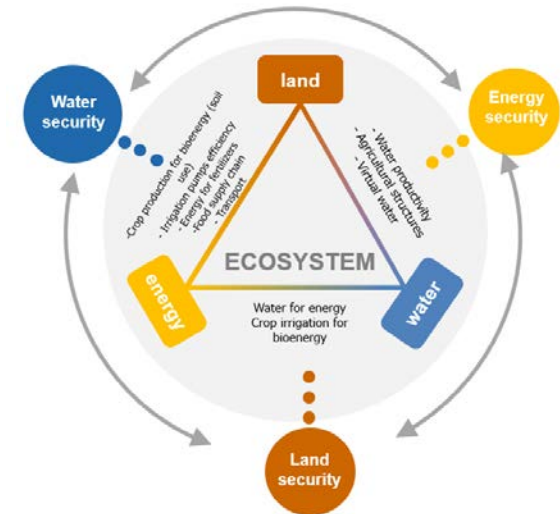 land
Water
security
Energy
security
-Crop production for bioenergy (soil
use)
- Irrigation pumps efficiency
- Energy for fertilizers
-Food supply chain
- Transport
- Water productivity
- Agricultural structures
- Virtual water
ECOSYSTEM
energy
water
Water for energy
Crop irrigation for
bioenergy
Land
security